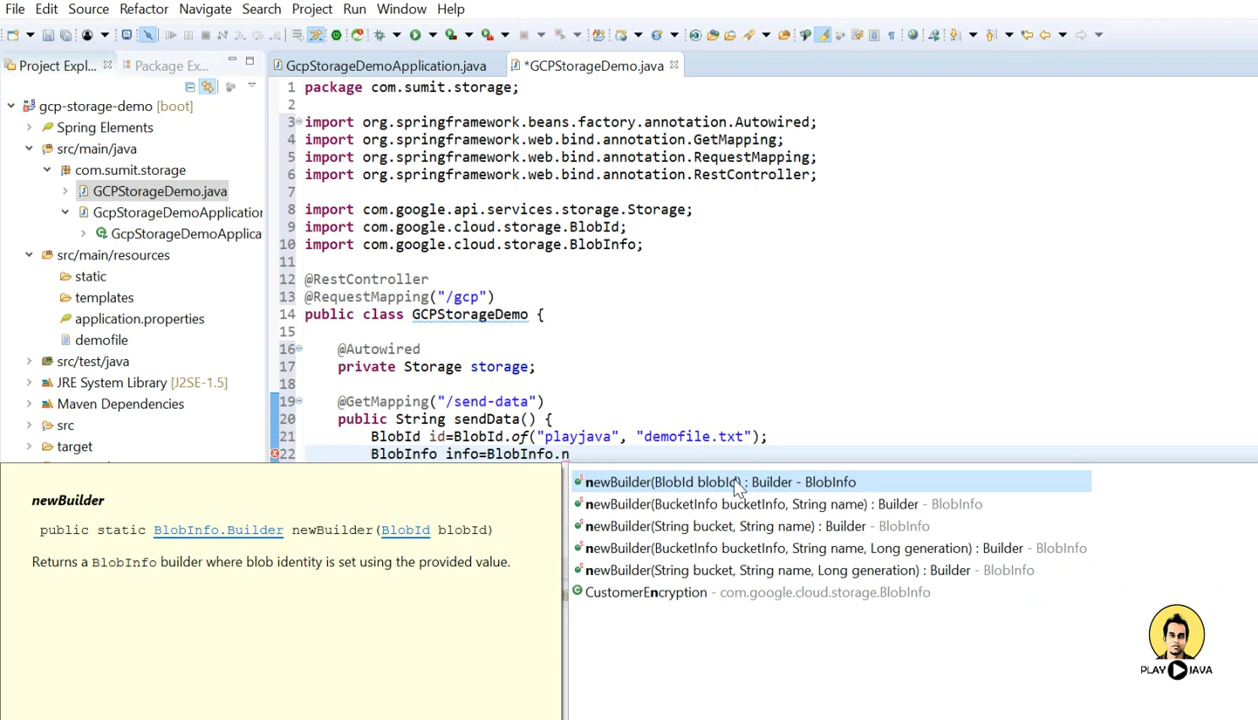 File Edit Source Refactor Navigate Search Project Run Window Help
Project Expl...
Package Ex...
GcpStorageDemoApplication.java
*GCPStorageDemo.java
gcp-storage-demo [boot]
Spring Elements
src/main/java
com.sumit.storage
GCPStorageDemo.java
GcpStorageDemoApplication
GcpStorageDemoApplica
src/main/resources
static
templates
application.properties
demofile
src/test/java
JRE System Library [J2SE-1.5]
Maven Dependencies
src
target
1 package com.sumit.storage;
2
3 import org.springframework.beans.factory.annotation.Autowired;
4 import org.springframework.web.bind.annotation.GetMapping;
5 import org.springframework.web.bind.annotation.RequestMapping;
6 import org.springframework.web.bind.annotation.RestController;
7
8 import com.google.api.services.storage.Storage;
9 import com.google.cloud.storage.BlobId;
10 import com.google.cloud.storage.BlobInfo;
11
12 @RestController
13 @RequestMapping("/gcp")
14 public class GCPStorageDemo {
15
16 @Autowired
17 private Storage storage;
18
19 @GetMapping("/send-data")
20 public String sendData() {
21 BlobId id=BlobId.of("playjava", "demofile.txt");
22 BlobInfo info=BlobInfo.n
newBuilder
public static BlobInfo.Builder newBuilder(BlobId blobId)
Returns a BlobInfo builder where blob identity is set using the provided value.
newBuilder(BlobId blobId) : Builder - BlobInfo
newBuilder(BucketInfo bucketInfo, String name) : Builder - BlobInfo
newBuilder(String bucket, String name) : Builder - BlobInfo
newBuilder(BucketInfo bucketInfo, String name, Long generation) : Builder - BlobInfo
newBuilder(String bucket, String name, Long generation) : Builder - BlobInfo
CustomerEncryption - com.google.cloud.storage.BlobInfo
PLAY JAVA